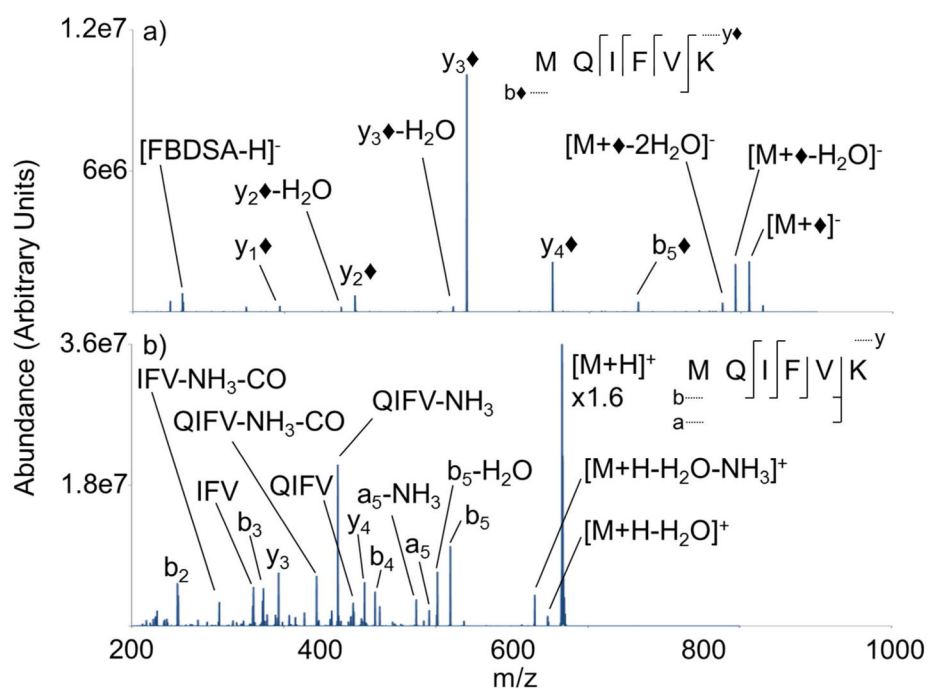 Abundance (Arbitrary Units)
1.2e7
6e6
a)
[FBDSA-H]-
y1♦
y2♦-H2O
y2♦
y3♦-H2O
y3♦
M Q I F V K
y♦
b♦
y4♦
b5♦
[M+♦-2H2O]-
[M+♦-H2O]-
[M+♦]-
3.6e7
1.8e7
b)
IFV-NH3-CO
QIFV-NH3-CO
QIFV-NH3
IFV
QIFV
b2
b3
y3
y4
b4
a5-NH3
a5
b5-H2O
b5
[M+H]+
x1.6
M Q I F V K
y
b
a
[M+H-H2O-NH3]+
[M+H-H2O]+
200 400 600 800 1000
m/z